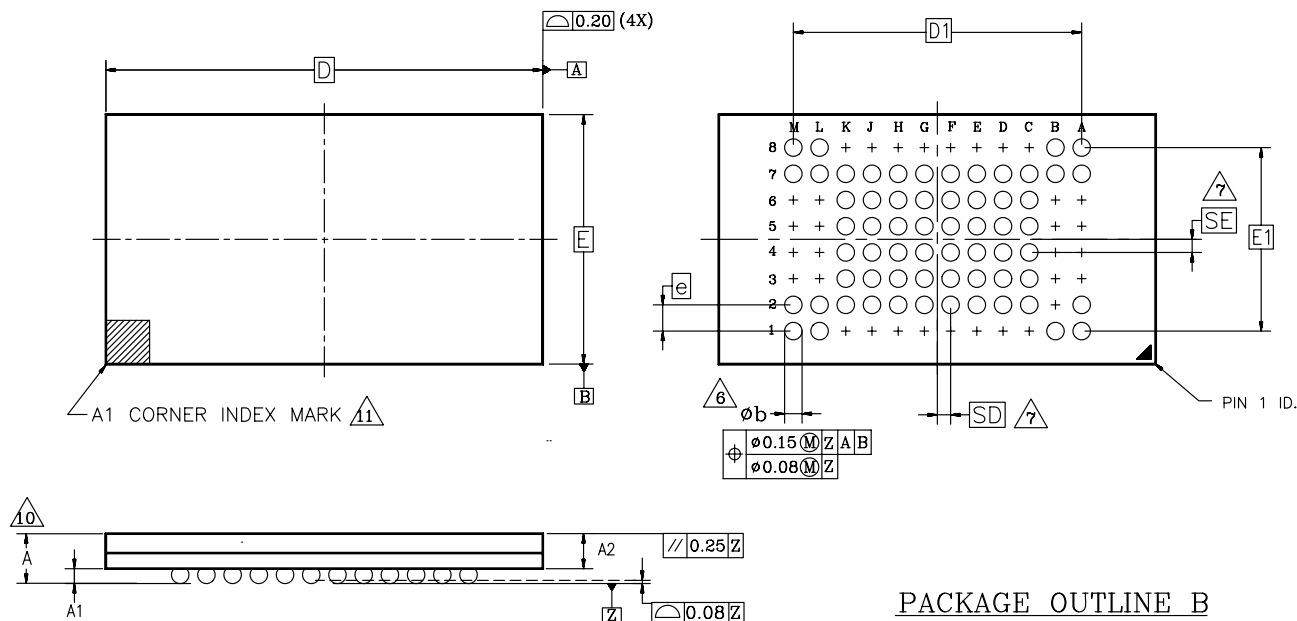 ⌓ 0.20 (4X)
D
A
E
B
A1 CORNER INDEX MARK 11
D1
M L K J H G F E D C B A
8
7
6
5
4
3
2
1
7
SE
E1
e
6
øb
SD 7
PIN 1 ID.
⌖ ø0.15 Ⓜ Z A B
ø0.08 Ⓜ Z
10
A
A1
A2
// 0.25 Z
Z
⌓ 0.08 Z
PACKAGE OUTLINE B